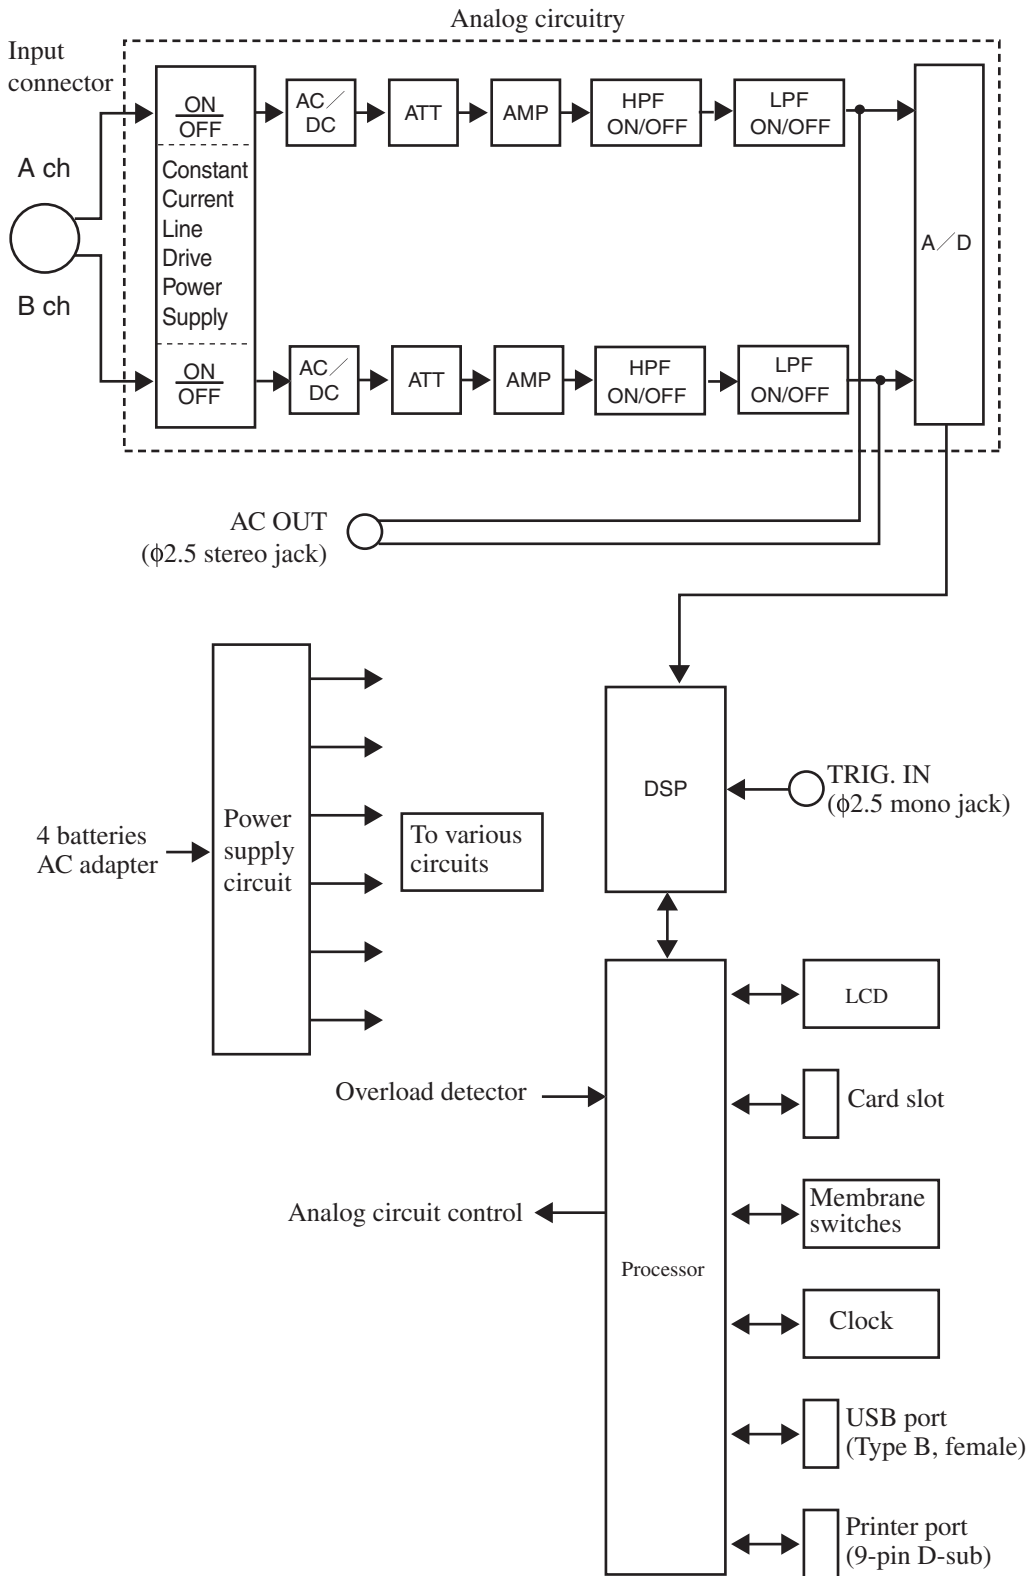 Analog circuitry
Input
connector
A ch
B ch
ON
OFF
Constant
Current
Line
Drive
Power
Supply
ON
OFF
AC/
DC
ATT
AMP
HPF
ON/OFF
LPF
ON/OFF
A/D
AC/
DC
ATT
AMP
HPF
ON/OFF
LPF
ON/OFF
AC OUT
(ϕ2.5 stereo jack)
4 batteries
AC adapter
Power
supply
circuit
To various
circuits
DSP
TRIG. IN
(ϕ2.5 mono jack)
Overload detector
Analog circuit control
Processor
LCD
Card slot
Membrane
switches
Clock
USB port
(Type B, female)
Printer port
(9-pin D-sub)